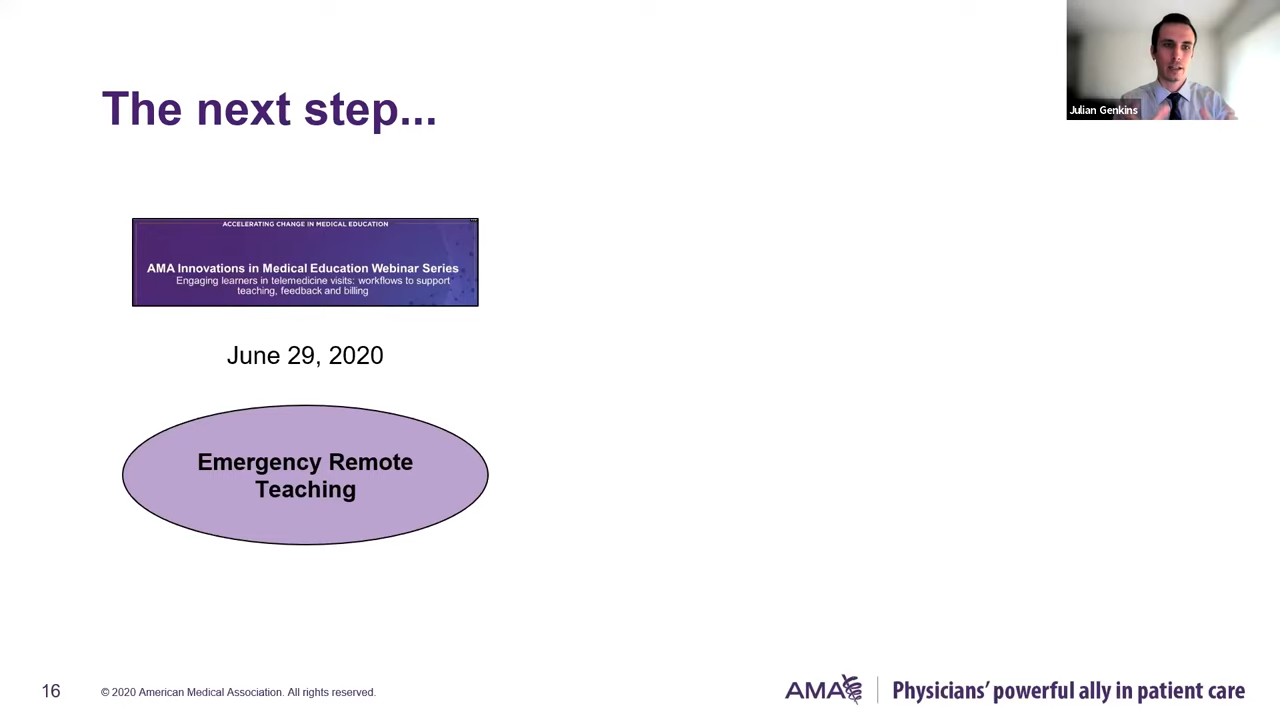 Julian Genkins
The next step...
ACCELERATING CHANGE IN MEDICAL EDUCATION
AMA Innovations in Medical Education Webinar Series
Engaging learners in telemedicine visits: workflows to support
teaching, feedback and billing
June 29, 2020
Emergency Remote
Teaching
16
© 2020 American Medical Association. All rights reserved.
AMA
Physicians’ powerful ally in patient care